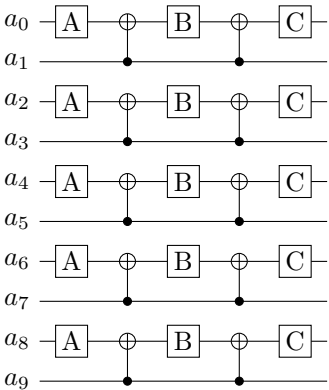 a₀ A B C
a₁
a₂ A B C
a₃
a₄ A B C
a₅
a₆ A B C
a₇
a₈ A B C
a₉